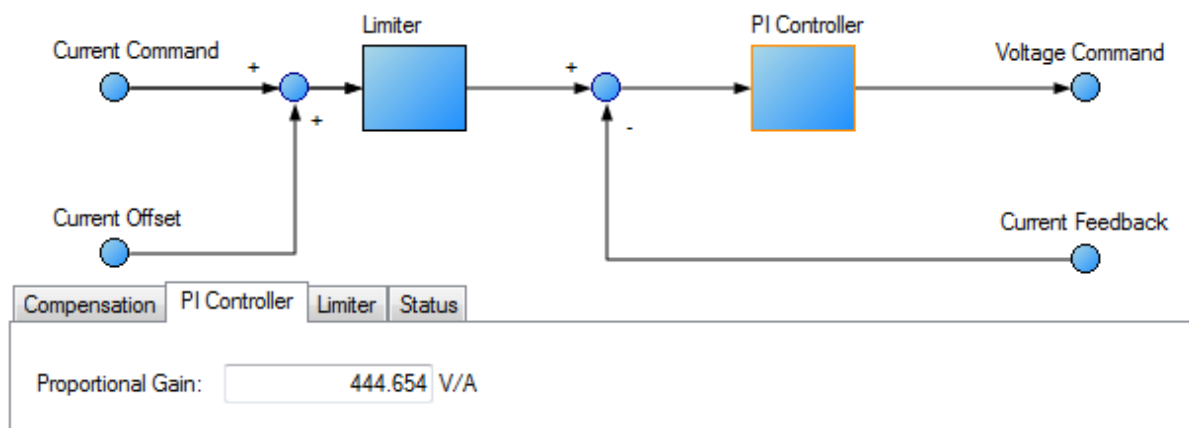 Limiter
PI Controller
Current Command
Voltage Command
+
+
+
-
Current Offset
Current Feedback
Compensation
PI Controller
Limiter
Status
Proportional Gain: 444.654 V/A